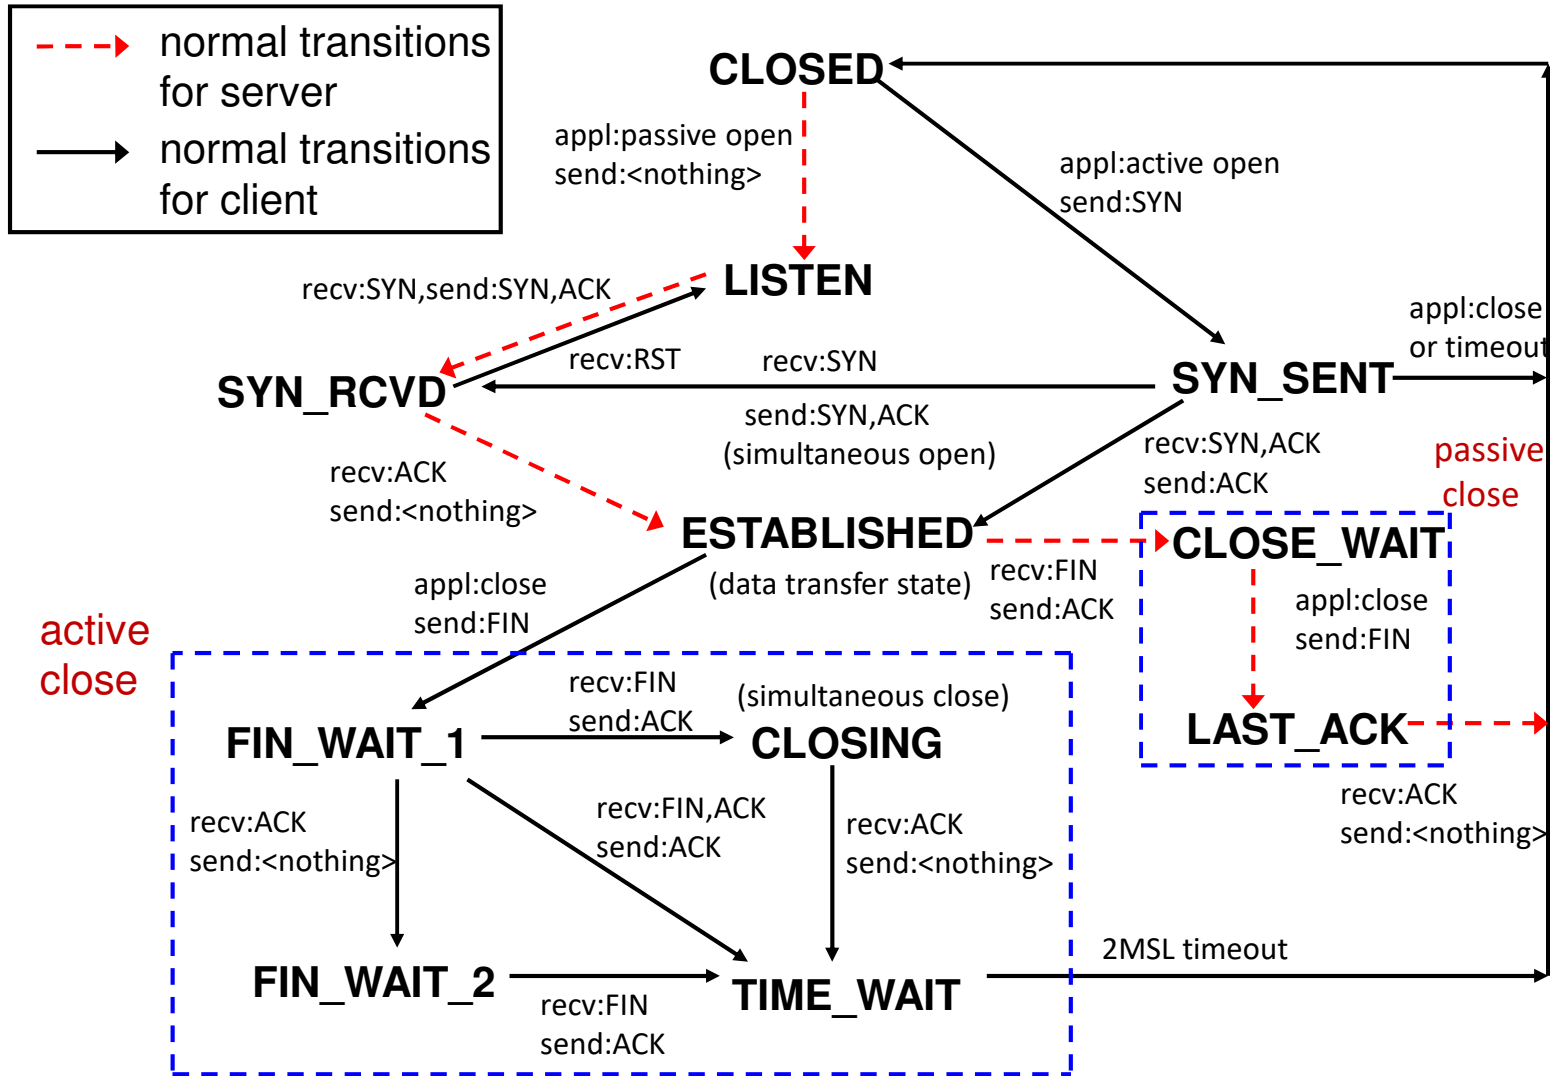 normal transitions
for server
normal transitions
for client
CLOSED
appl:passive open
send:<nothing>
appl:active open
send:SYN
LISTEN
recv:SYN,send:SYN,ACK
recv:RST
recv:SYN
appl:close
or timeout
SYN_RCVD
SYN_SENT
send:SYN,ACK
(simultaneous open)
recv:SYN,ACK
send:ACK
passive
close
recv:ACK
send:<nothing>
ESTABLISHED
(data transfer state)
recv:FIN
send:ACK
CLOSE_WAIT
appl:close
send:FIN
appl:close
send:FIN
active
close
recv:FIN
send:ACK
(simultaneous close)
FIN_WAIT_1
CLOSING
LAST_ACK
recv:ACK
send:<nothing>
recv:FIN,ACK
send:ACK
recv:ACK
send:<nothing>
recv:ACK
send:<nothing>
2MSL timeout
FIN_WAIT_2
recv:FIN
send:ACK
TIME_WAIT